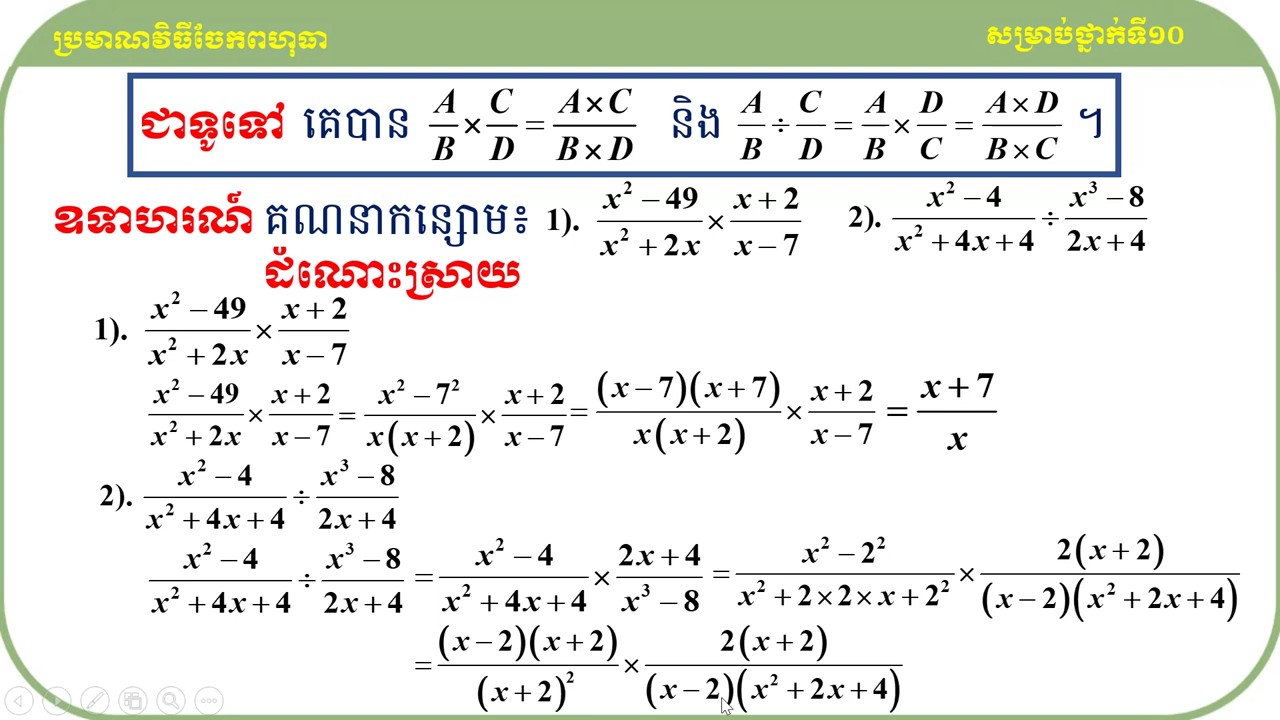 ប្រមាណវិធីចែកពហុធា
សម្រាប់ថ្នាក់ទី១០
ជាទូទៅ គេបាន A/B × C/D = (A×C)/(B×D) និង A/B ÷ C/D = A/B × D/C = (A×D)/(B×C) ។
ឧទាហរណ៍ គណនាកន្សោម៖ 1). (x² − 49)/(x² + 2x) × (x + 2)/(x − 7) 2). (x² − 4)/(x² + 4x + 4) ÷ (x³ − 8)/(2x + 4)
ដំណោះស្រាយ
1). (x² − 49)/(x² + 2x) × (x + 2)/(x − 7)
(x² − 49)/(x² + 2x) × (x + 2)/(x − 7) = (x² − 7²)/(x(x + 2)) × (x + 2)/(x − 7) = ((x − 7)(x + 7))/(x(x + 2)) × (x + 2)/(x − 7) = (x + 7)/x
2). (x² − 4)/(x² + 4x + 4) ÷ (x³ − 8)/(2x + 4)
(x² − 4)/(x² + 4x + 4) ÷ (x³ − 8)/(2x + 4) = (x² − 4)/(x² + 4x + 4) × (2x + 4)/(x³ − 8) = (x² − 2²)/(x² + 2×2×x + 2²) × (2(x + 2))/((x − 2)(x² + 2x + 4))
= ((x − 2)(x + 2))/((x + 2)²) × (2(x + 2))/((x − 2)(x² + 2x + 4))